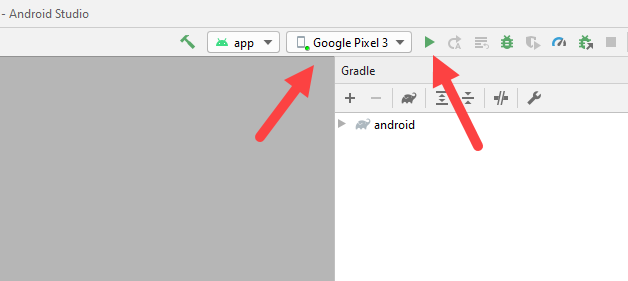 - Android Studio
app
Google Pixel 3
Gradle
android